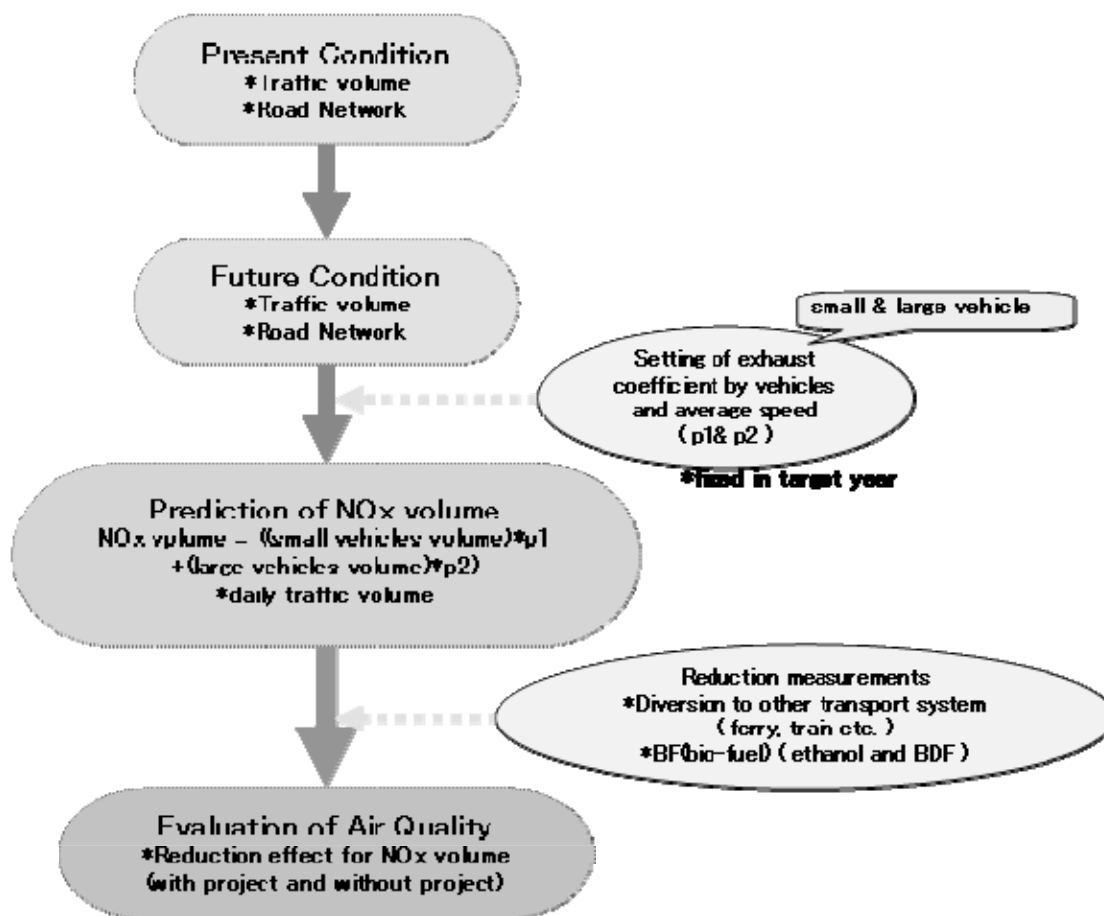 Present Condition
*Traffic volume
*Road Network
Future Condition
*Traffic volume
*Road Network
small & large vehicle
Setting of exhaust
coefficient by vehicles
and average speed
( p1& p2 )
*fixed in target year
Prediction of NOx volume
NOx volume = ((small vehicles volume)*p1
+(large vehicles volume)*p2)
*daily traffic volume
Reduction measurements
*Diversion to other transport system
( ferry, train etc. )
*BF(bio-fuel) ( ethanol and BDF )
Evaluation of Air Quality
*Reduction effect for NOx volume
(with project and without project)